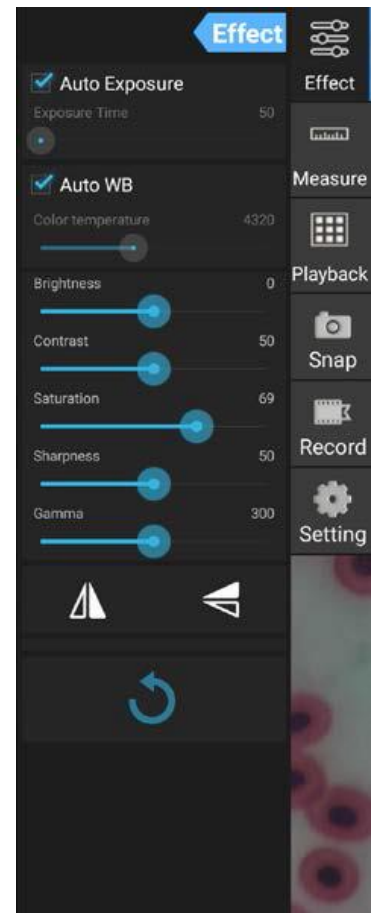 Effect
Auto Exposure
Exposure Time 50
Auto WB
Color temperature 4320
Brightness 0
Contrast 50
Saturation 69
Sharpness 50
Gamma 300
Effect
Measure
Playback
Snap
Record
Setting